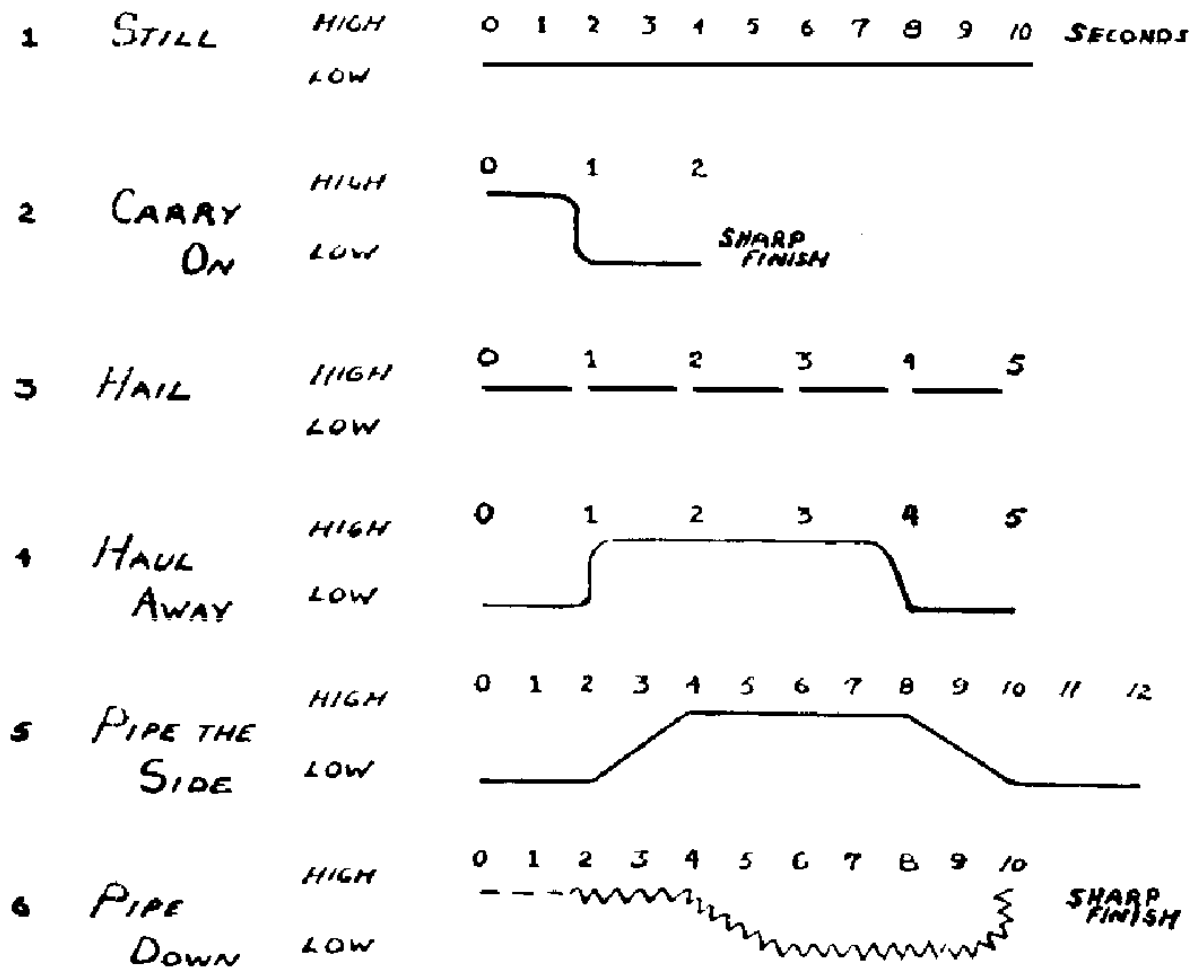 1 STILL HIGH 0 1 2 3 4 5 6 7 8 9 10 SECONDS
LOW
2 CARRY ON HIGH 0 1 2
LOW SHARP FINISH
3 HAIL HIGH 0 1 2 3 4 5
LOW
4 HAUL AWAY HIGH 0 1 2 3 4 5
LOW
5 PIPE THE SIDE HIGH 0 1 2 3 4 5 6 7 8 9 10 11 12
LOW
6 PIPE DOWN HIGH 0 1 2 3 4 5 6 7 8 9 10 SHARP FINISH
LOW